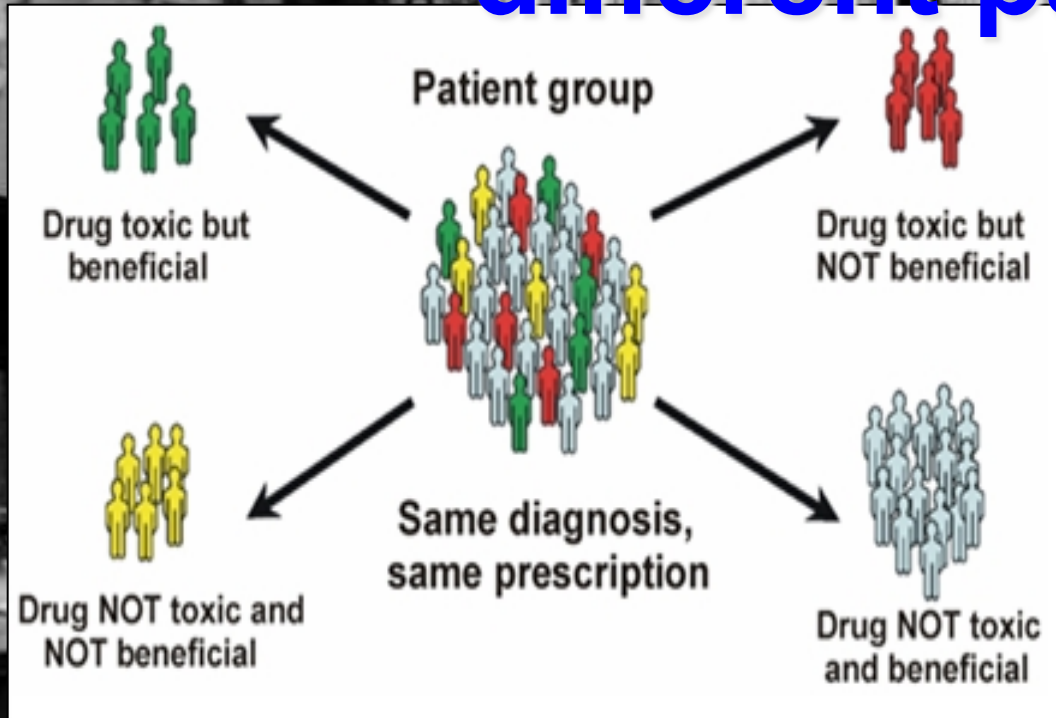 different
Patient group
Drug toxic but
beneficial
Drug toxic but
NOT beneficial
Same diagnosis,
same prescription
Drug NOT toxic and
NOT beneficial
Drug NOT toxic
and beneficial